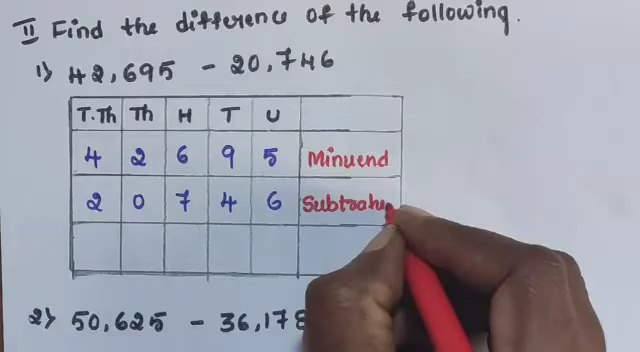 II Find the difference of the following.
1) 42,695 - 20,746
T.Th Th H T U
4 2 6 9 5 Minuend
2 0 7 4 6
2) 50,625 - 36,178